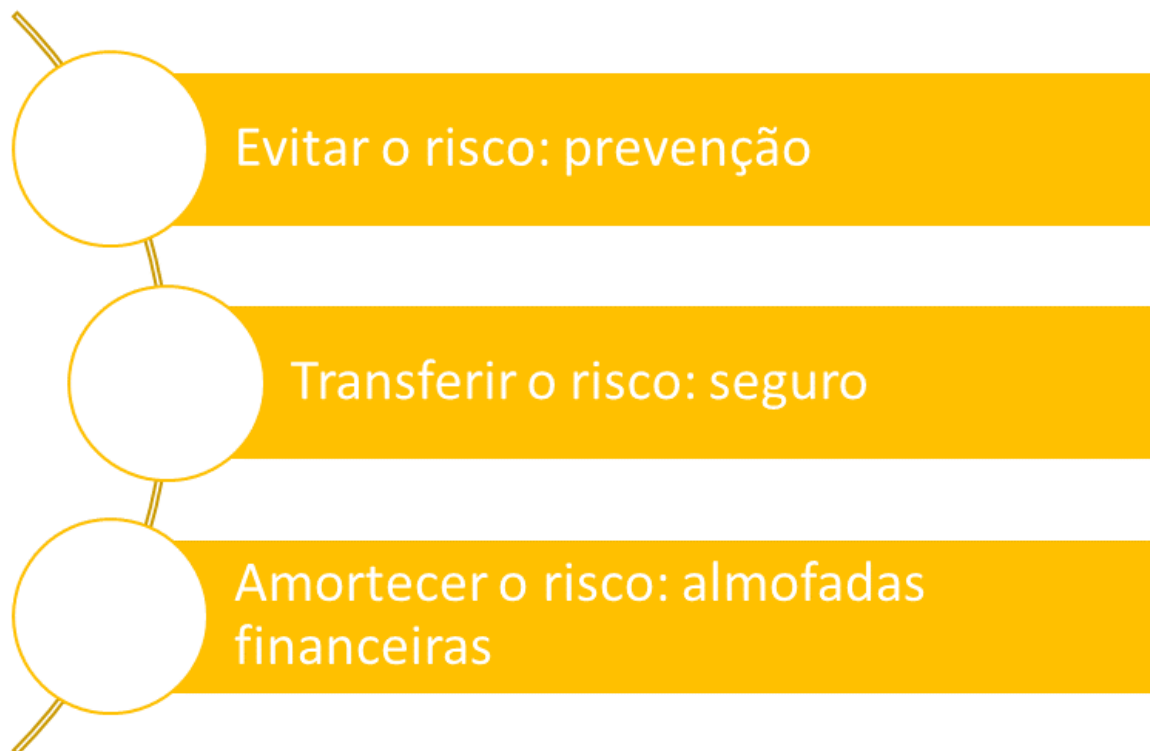 Evitar o risco: prevenção
Transferir o risco: seguro
Amortecer o risco: almofadas
financeiras